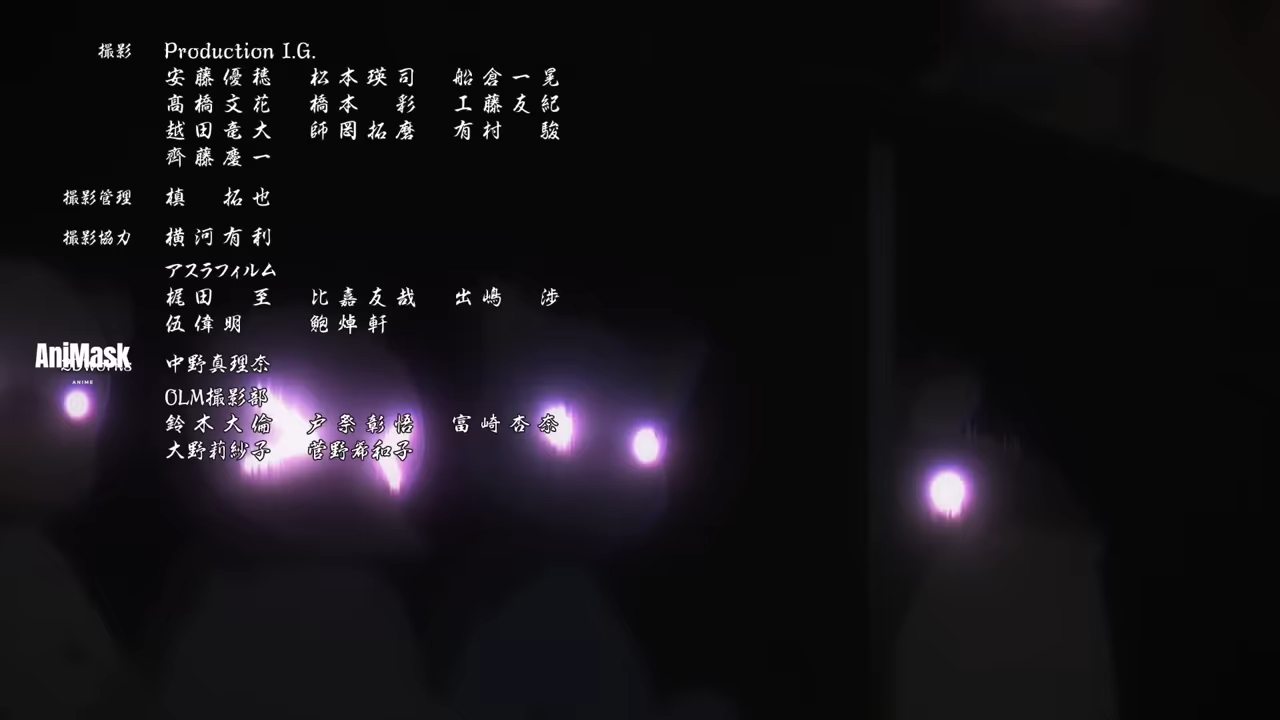 撮影 Production I.G.
安藤優穂 松本瑛司 船倉一晃
髙橋文花 橋本 彩 工藤友紀
越田竜大 師岡拓磨 有村 駿
齊藤慶一
撮影管理 槙 拓也
撮影協力 横河有利
アスラフィルム
梶田 至 比嘉友哉 出嶋 渉
伍偉明 鮑焯軒
AniMask 中野真理奈
ANIME
OLM撮影部
鈴木大倫 戸祭彰悟 富崎杏奈
大野莉紗子 菅野希和子